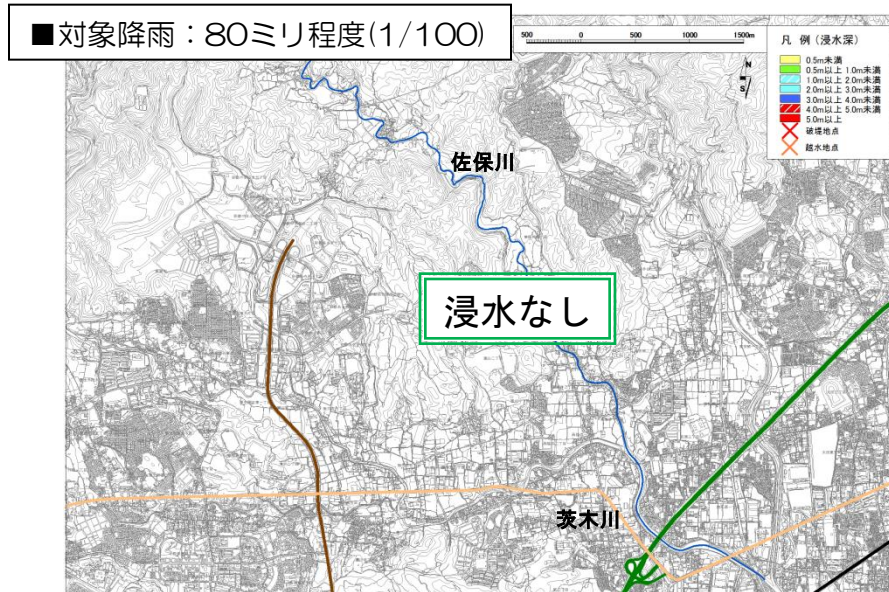 ■対象降雨：80ミリ程度(1/100)
500 0 500 1000 1500m
凡 例 (浸水深)
0.5m未満
0.5m以上 1.0m未満
1.0m以上 2.0m未満
2.0m以上 3.0m未満
3.0m以上 4.0m未満
4.0m以上 5.0m未満
5.0m以上
破堤地点
越水地点
N
S
佐保川
浸水なし
茨木川